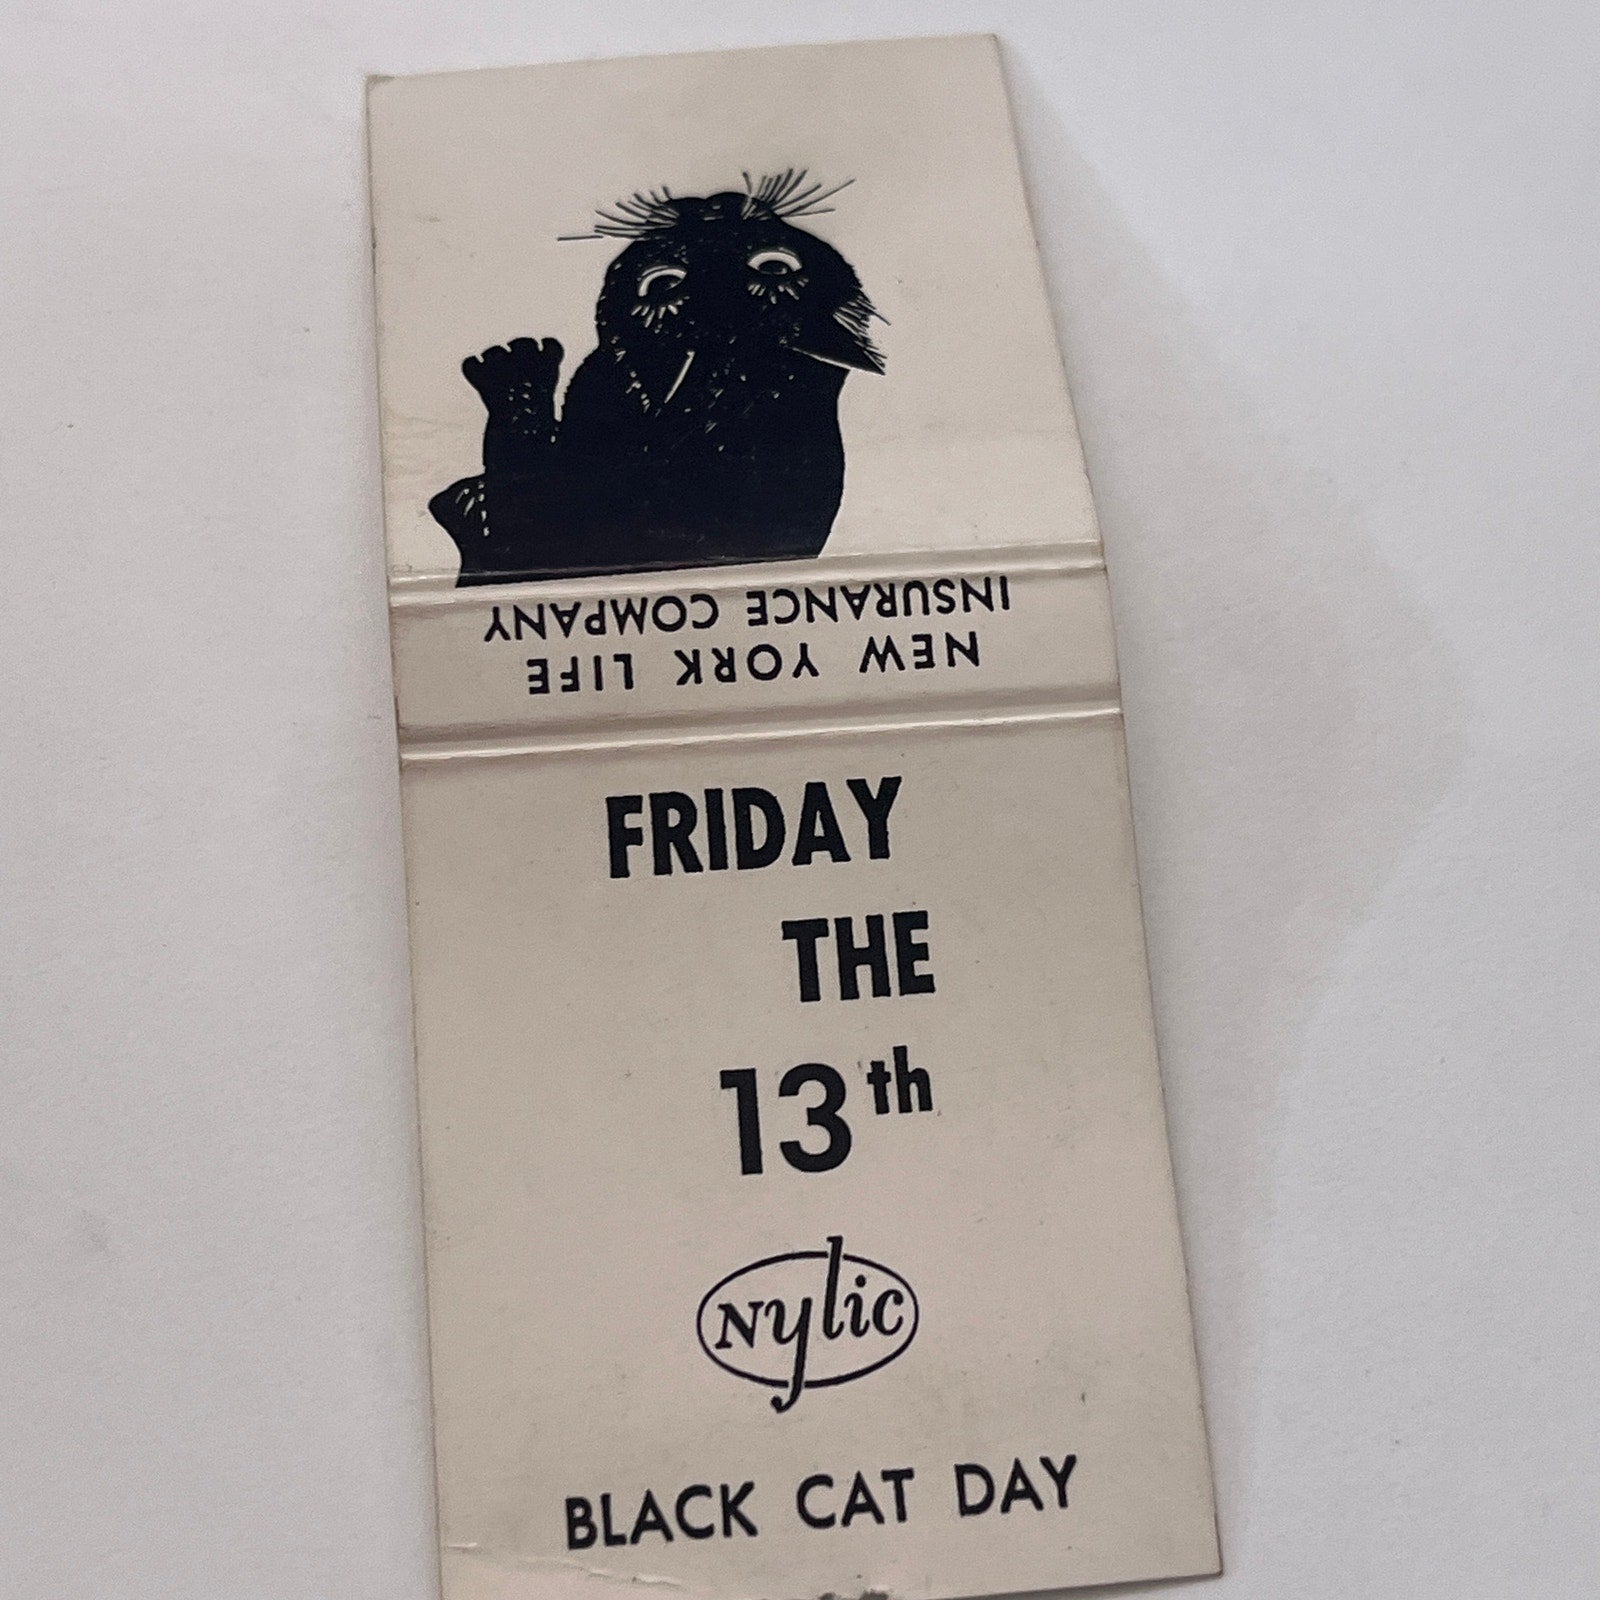 NEW YORK LIFE
INSURANCE COMPANY
FRIDAY
THE
13th
Nylic
BLACK CAT DAY